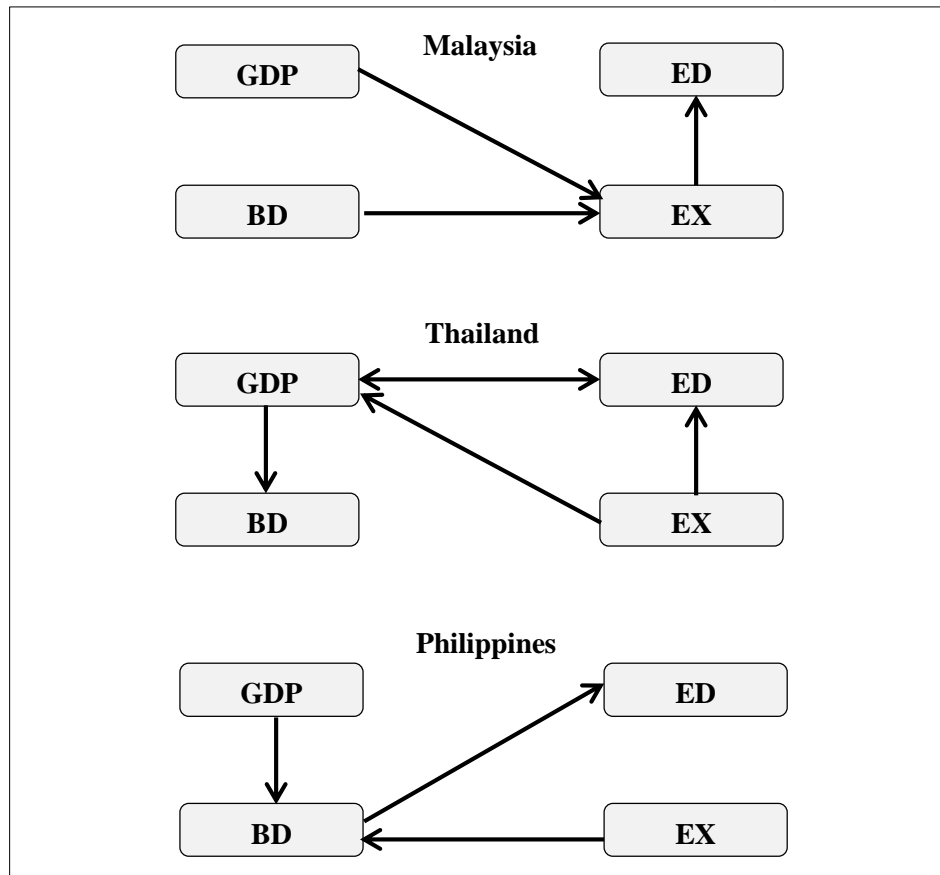 Malaysia
GDP
ED
BD
EX
Thailand
GDP
ED
BD
EX
Philippines
GDP
ED
BD
EX